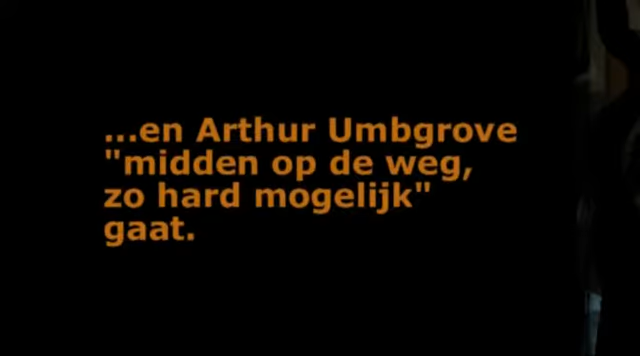 ...en Arthur Umbgrove
"midden op de weg,
zo hard mogelijk"
gaat.